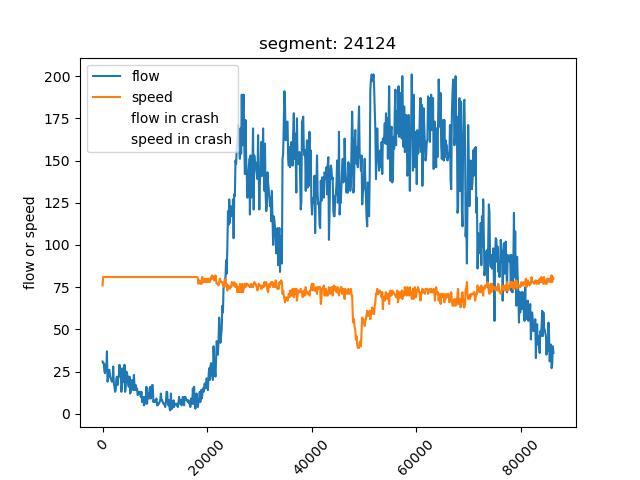 segment: 24124
flow
speed
flow in crash
speed in crash
flow or speed
200
175
150
125
100
75
50
25
0
0
20000
40000
60000
80000